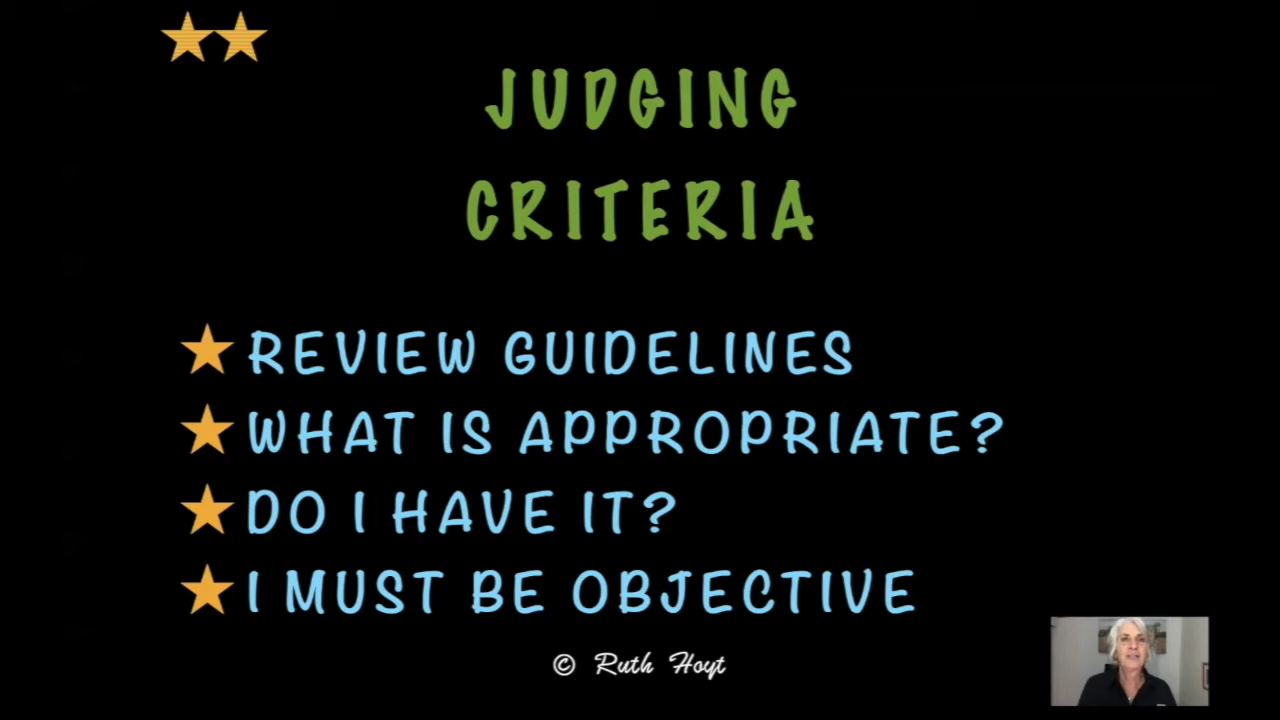 JUDGING
CRITERIA
REVIEW GUIDELINES
WHAT IS APPROPRIATE?
DO I HAVE IT?
I MUST BE OBJECTIVE
© Ruth Hoyt